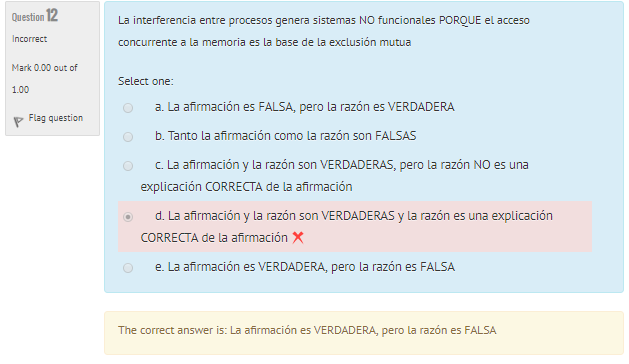 Question 12
Incorrect
Mark 0.00 out of
1.00
Flag question
La interferencia entre procesos genera sistemas NO funcionales PORQUE el acceso
concurrente a la memoria es la base de la exclusión mutua
Select one:
a. La afirmación es FALSA, pero la razón es VERDADERA
b. Tanto la afirmación como la razón son FALSAS
c. La afirmación y la razón son VERDADERAS, pero la razón NO es una
explicación CORRECTA de la afirmación
d. La afirmación y la razón son VERDADERAS y la razón es una explicación
CORRECTA de la afirmación
e. La afirmación es VERDADERA, pero la razón es FALSA
The correct answer is: La afirmación es VERDADERA, pero la razón es FALSA